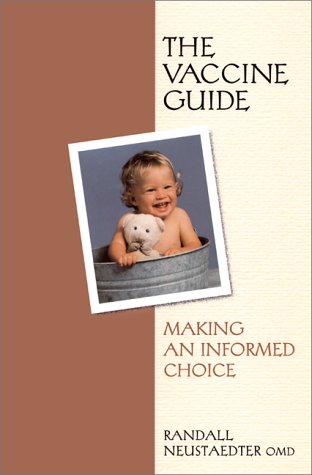 THE
VACCINE
GUIDE
MAKING
AN INFORMED
CHOICE
RANDALL
NEUSTAEDTER OMD